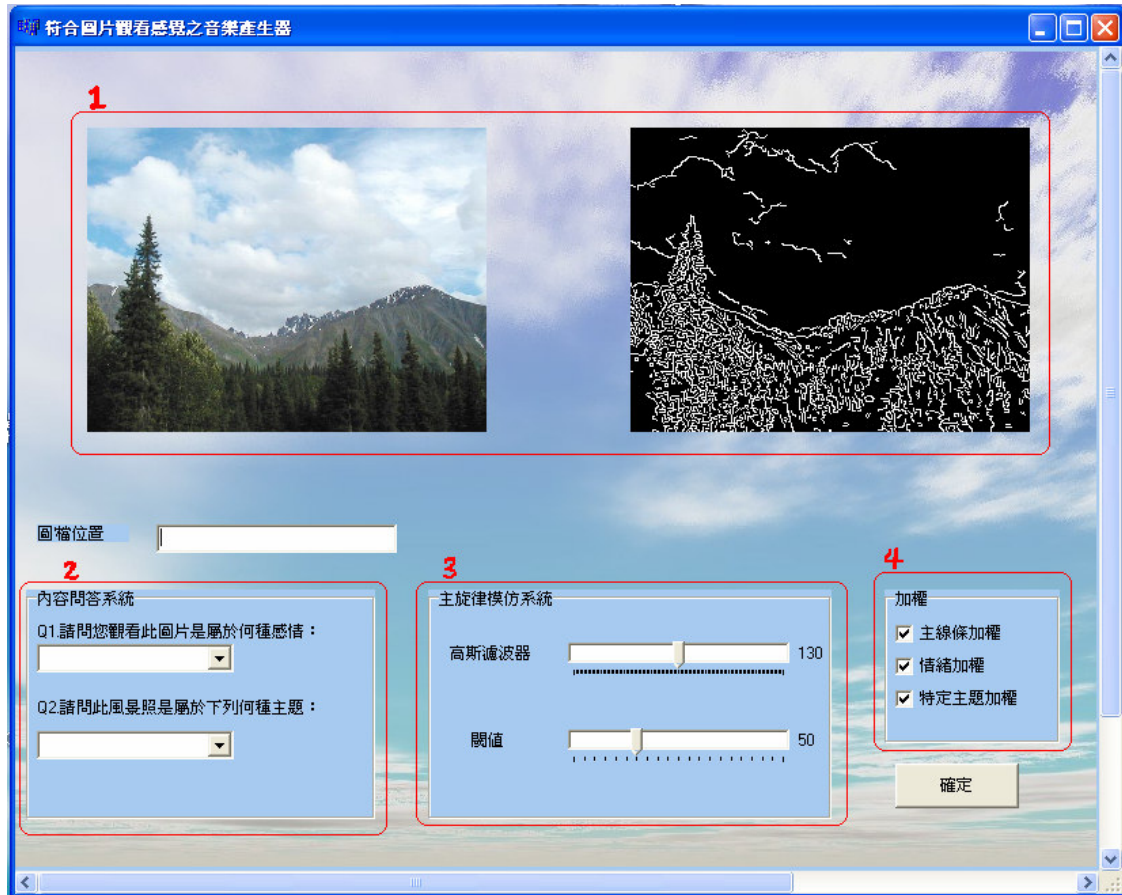 符合圖片觀看感覺之音樂產生器
1
圖檔位置
2
內容問答系統
Q1.請問您觀看此圖片是屬於何種感情：
Q2.請問此風景照是屬於下列何種主題：
3
主旋律模仿系統
高斯濾波器 130
閥值 50
4
加權
主線條加權
情緒加權
特定主題加權
確定